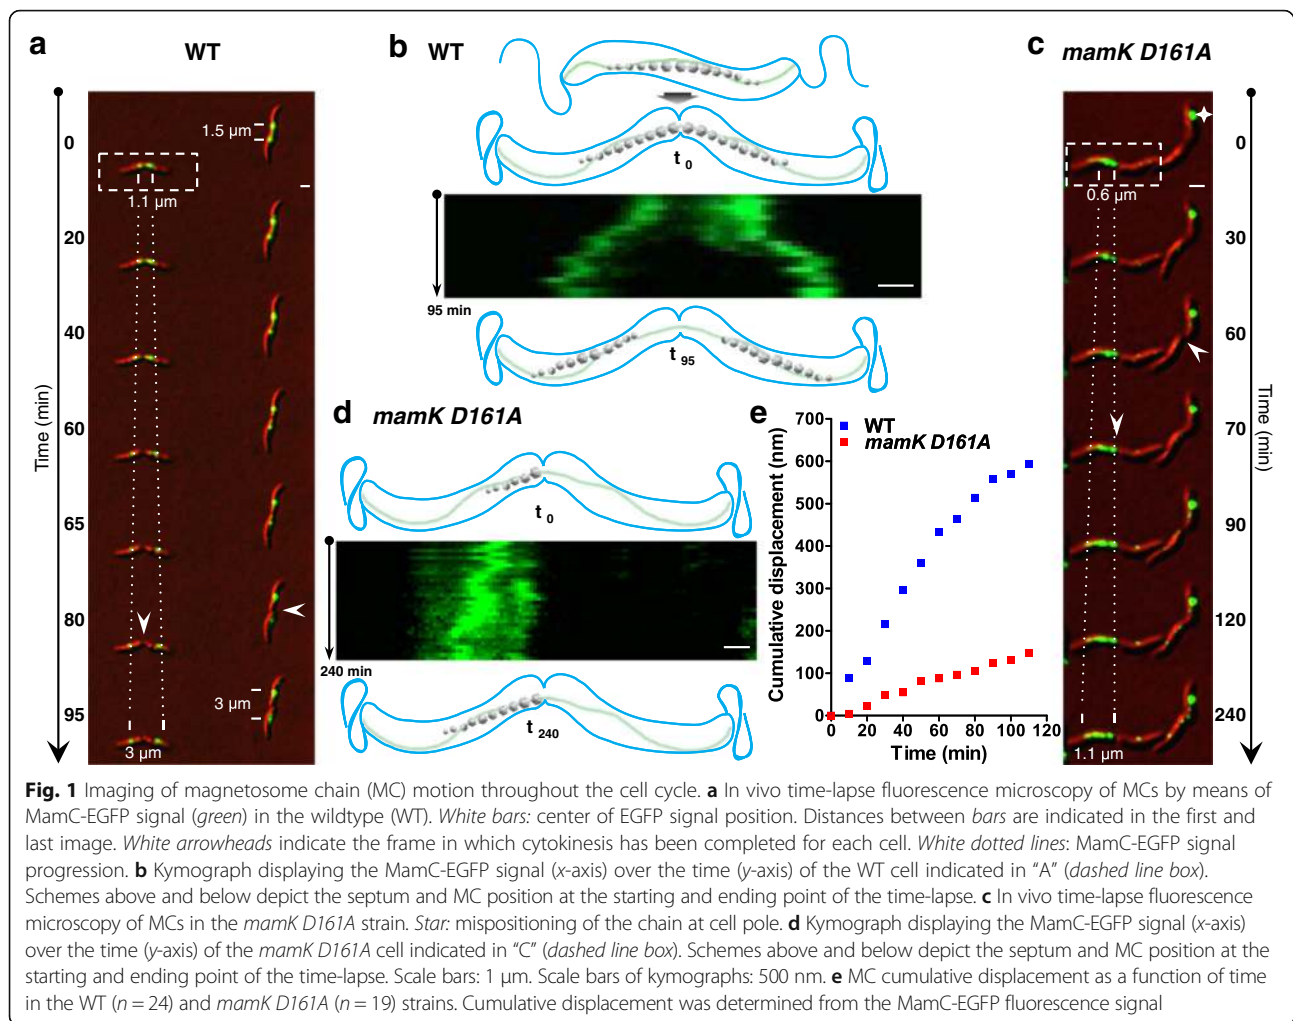 a
WT
Time (min)
0
20
40
60
65
80
95
1.5 µm
1.1 µm
3 µm
3 µm
b WT
t 0
95 min
t 95
c mamK D161A
0.6 µm
1.1 µm
0
30
60
70
90
120
240
Time (min)
d mamK D161A
t 0
240 min
t 240
e
WT
mamK D161A
Cumulative displacement (nm)
700
600
500
400
300
200
100
0
0 20 40 60 80 100 120
Time (min)
Fig. 1 Imaging of magnetosome chain (MC) motion throughout the cell cycle. a In vivo time-lapse fluorescence microscopy of MCs by means of
MamC-EGFP signal (green) in the wildtype (WT). White bars: center of EGFP signal position. Distances between bars are indicated in the first and
last image. White arrowheads indicate the frame in which cytokinesis has been completed for each cell. White dotted lines: MamC-EGFP signal
progression. b Kymograph displaying the MamC-EGFP signal (x-axis) over the time (y-axis) of the WT cell indicated in “A” (dashed line box).
Schemes above and below depict the septum and MC position at the starting and ending point of the time-lapse. c In vivo time-lapse fluorescence
microscopy of MCs in the mamK D161A strain. Star: mispositioning of the chain at cell pole. d Kymograph displaying the MamC-EGFP signal (x-axis)
over the time (y-axis) of the mamK D161A cell indicated in “C” (dashed line box). Schemes above and below depict the septum and MC position at the
starting and ending point of the time-lapse. Scale bars: 1 µm. Scale bars of kymographs: 500 nm. e MC cumulative displacement as a function of time
in the WT (n = 24) and mamK D161A (n = 19) strains. Cumulative displacement was determined from the MamC-EGFP fluorescence signal